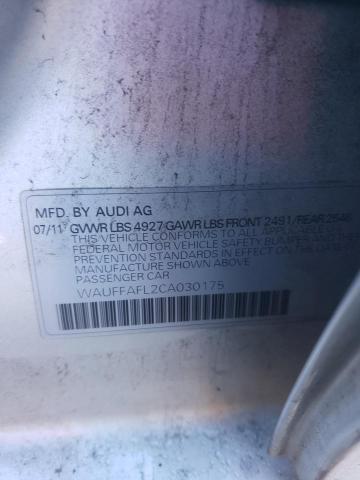 MFD. BY AUDI AG
07/11 GVWR LBS 4927 GAWR LBS FRONT 2491/REAR 2546
THIS VEHICLE CONFORMS TO ALL APPLICABLE
FEDERAL MOTOR VEHICLE SAFETY BUMPER AND THEFT
PREVENTION STANDARDS IN EFFECT ON THE DATE OF
MANUFACTURE SHOWN ABOVE
PASSENGER CAR
WAUFFAFL2CA030175